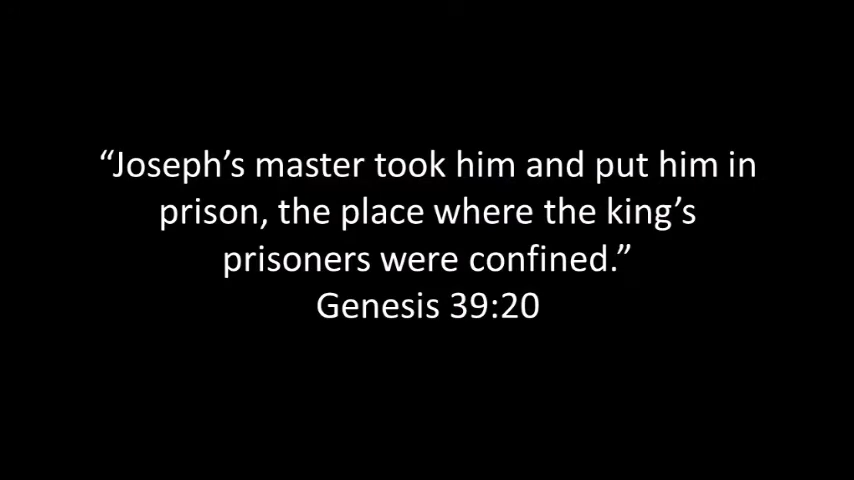 “Joseph’s master took him and put him in
prison, the place where the king’s
prisoners were confined.”
Genesis 39:20